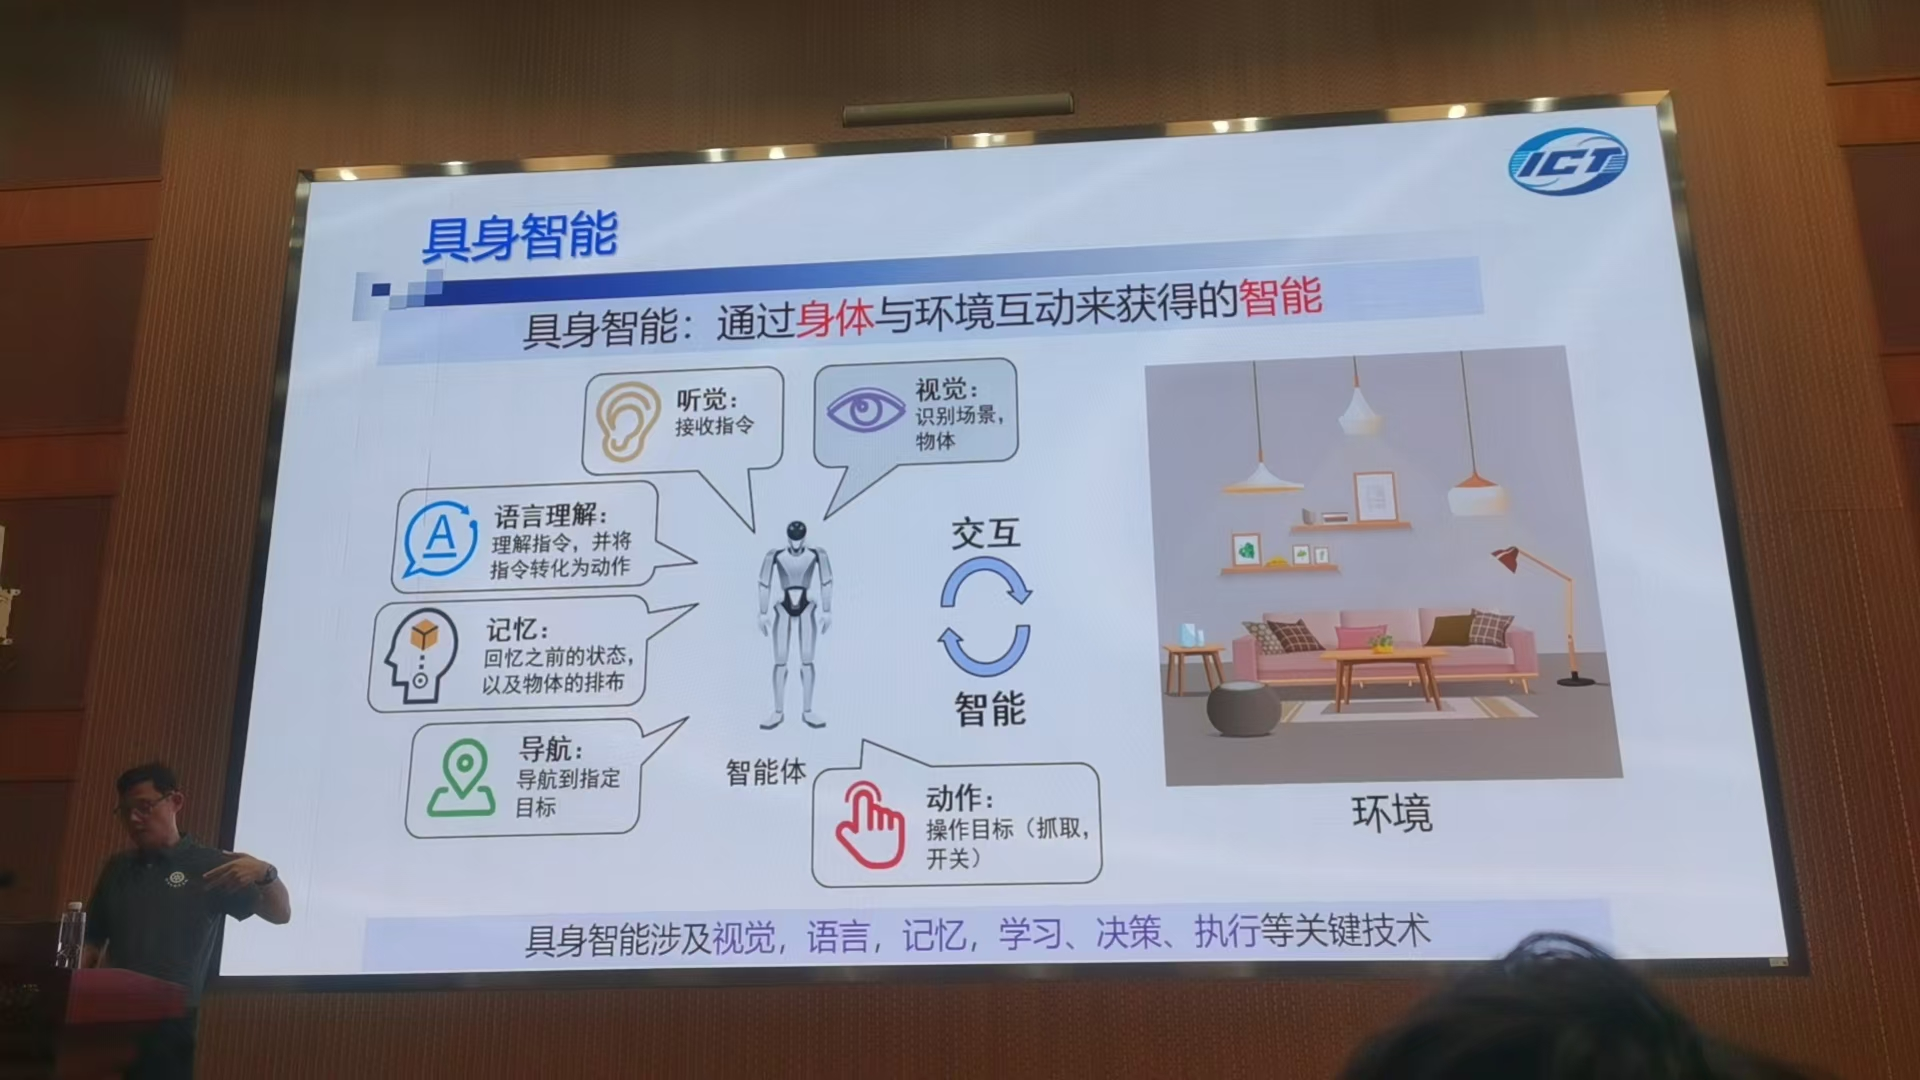 ICT
具身智能
具身智能：通过身体与环境互动来获得的智能
听觉：
接收指令
视觉：
识别场景，
物体
语言理解：
理解指令，并将
指令转化为动作
A
记忆：
回忆之前的状态，
以及物体的排布
导航：
导航到指定
目标
交互
智能
智能体
动作：
操作目标（抓取，
开关）
环境
具身智能涉及视觉，语言，记忆，学习、决策、执行等关键技术